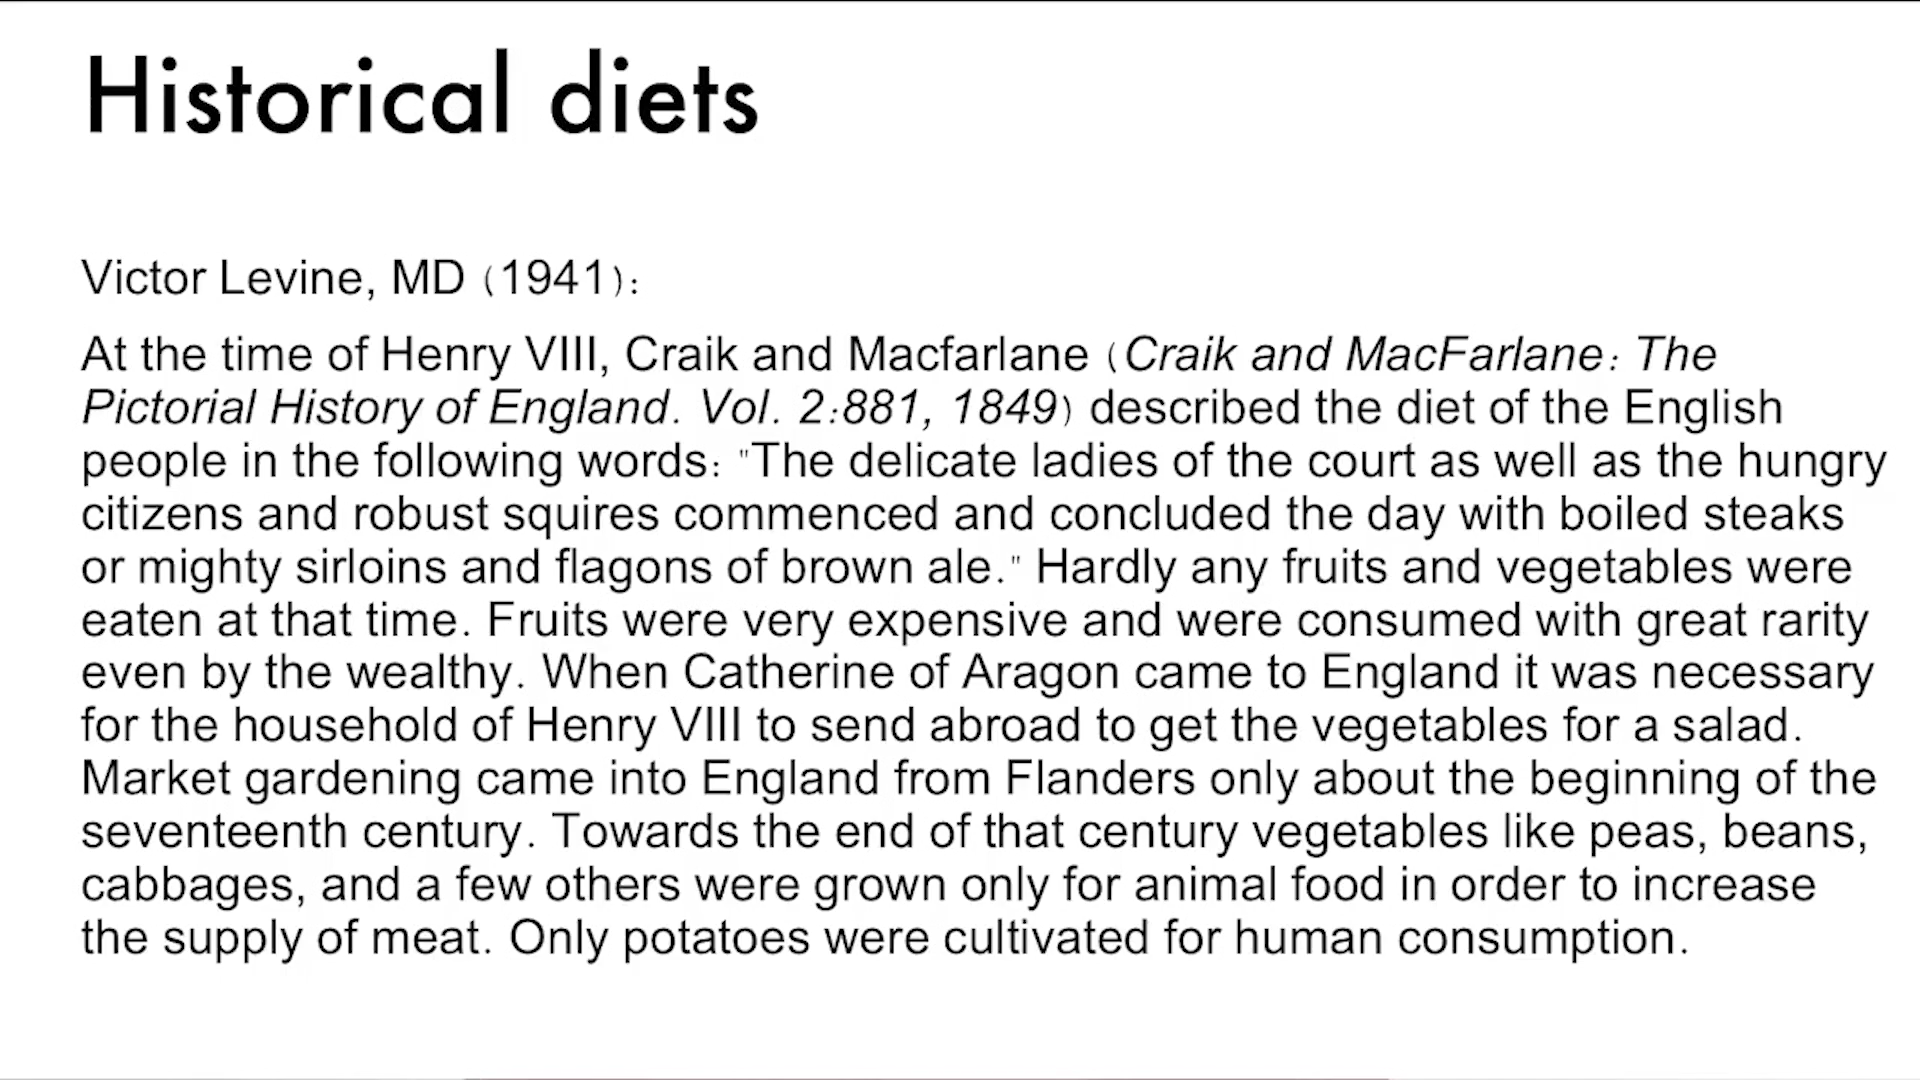 Historical diets
Victor Levine, MD (1941):
At the time of Henry VIII, Craik and Macfarlane (Craik and MacFarlane: The
Pictorial History of England. Vol. 2:881, 1849) described the diet of the English
people in the following words: "The delicate ladies of the court as well as the hungry
citizens and robust squires commenced and concluded the day with boiled steaks
or mighty sirloins and flagons of brown ale." Hardly any fruits and vegetables were
eaten at that time. Fruits were very expensive and were consumed with great rarity
even by the wealthy. When Catherine of Aragon came to England it was necessary
for the household of Henry VIII to send abroad to get the vegetables for a salad.
Market gardening came into England from Flanders only about the beginning of the
seventeenth century. Towards the end of that century vegetables like peas, beans,
cabbages, and a few others were grown only for animal food in order to increase
the supply of meat. Only potatoes were cultivated for human consumption.